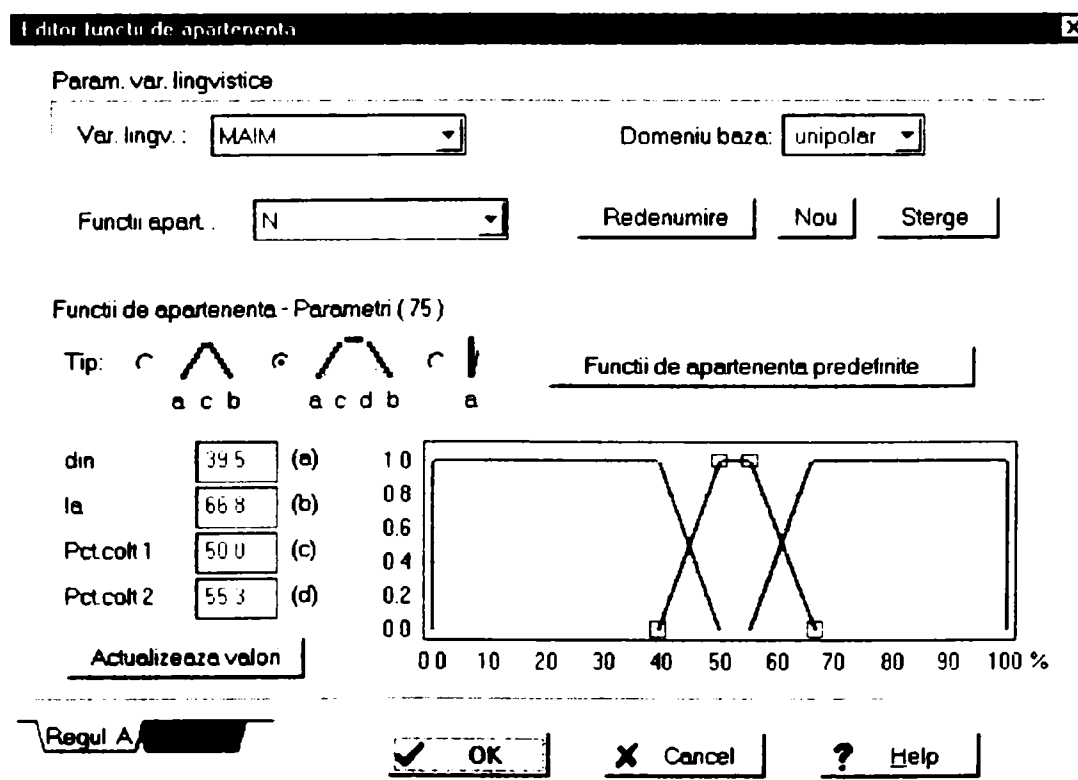 Editor functii de apartenenta
Param. var. lingvistice
Var. lingv. : MAIM Domeniu baza: unipolar
Functii apart. : N Redenumire Nou Sterge
Functii de apartenenta - Parametri ( 75 )
Tip:
a c b a c d b a
Functii de apartenenta predefinite
din 39.5 (a)
la 66.8 (b)
Pct.colt 1 50.0 (c)
Pct.colt 2 55.3 (d)
Actualizeaza valori
1.0
0.8
0.6
0.4
0.2
0.0
0.0 10 20 30 40 50 60 70 80 90 100 %
Regul A
OK Cancel Help